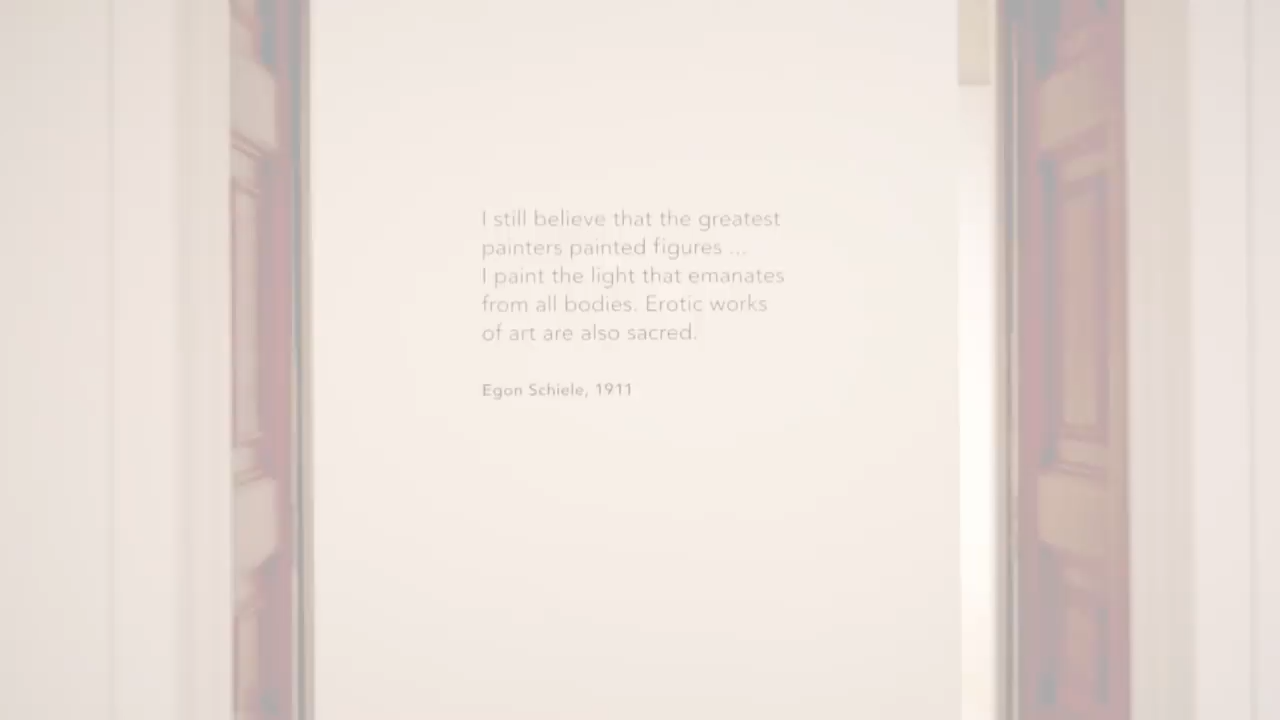 I still believe that the greatest
painters painted figures ...
I paint the light that emanates
from all bodies. Erotic works
of art are also sacred.
Egon Schiele, 1911